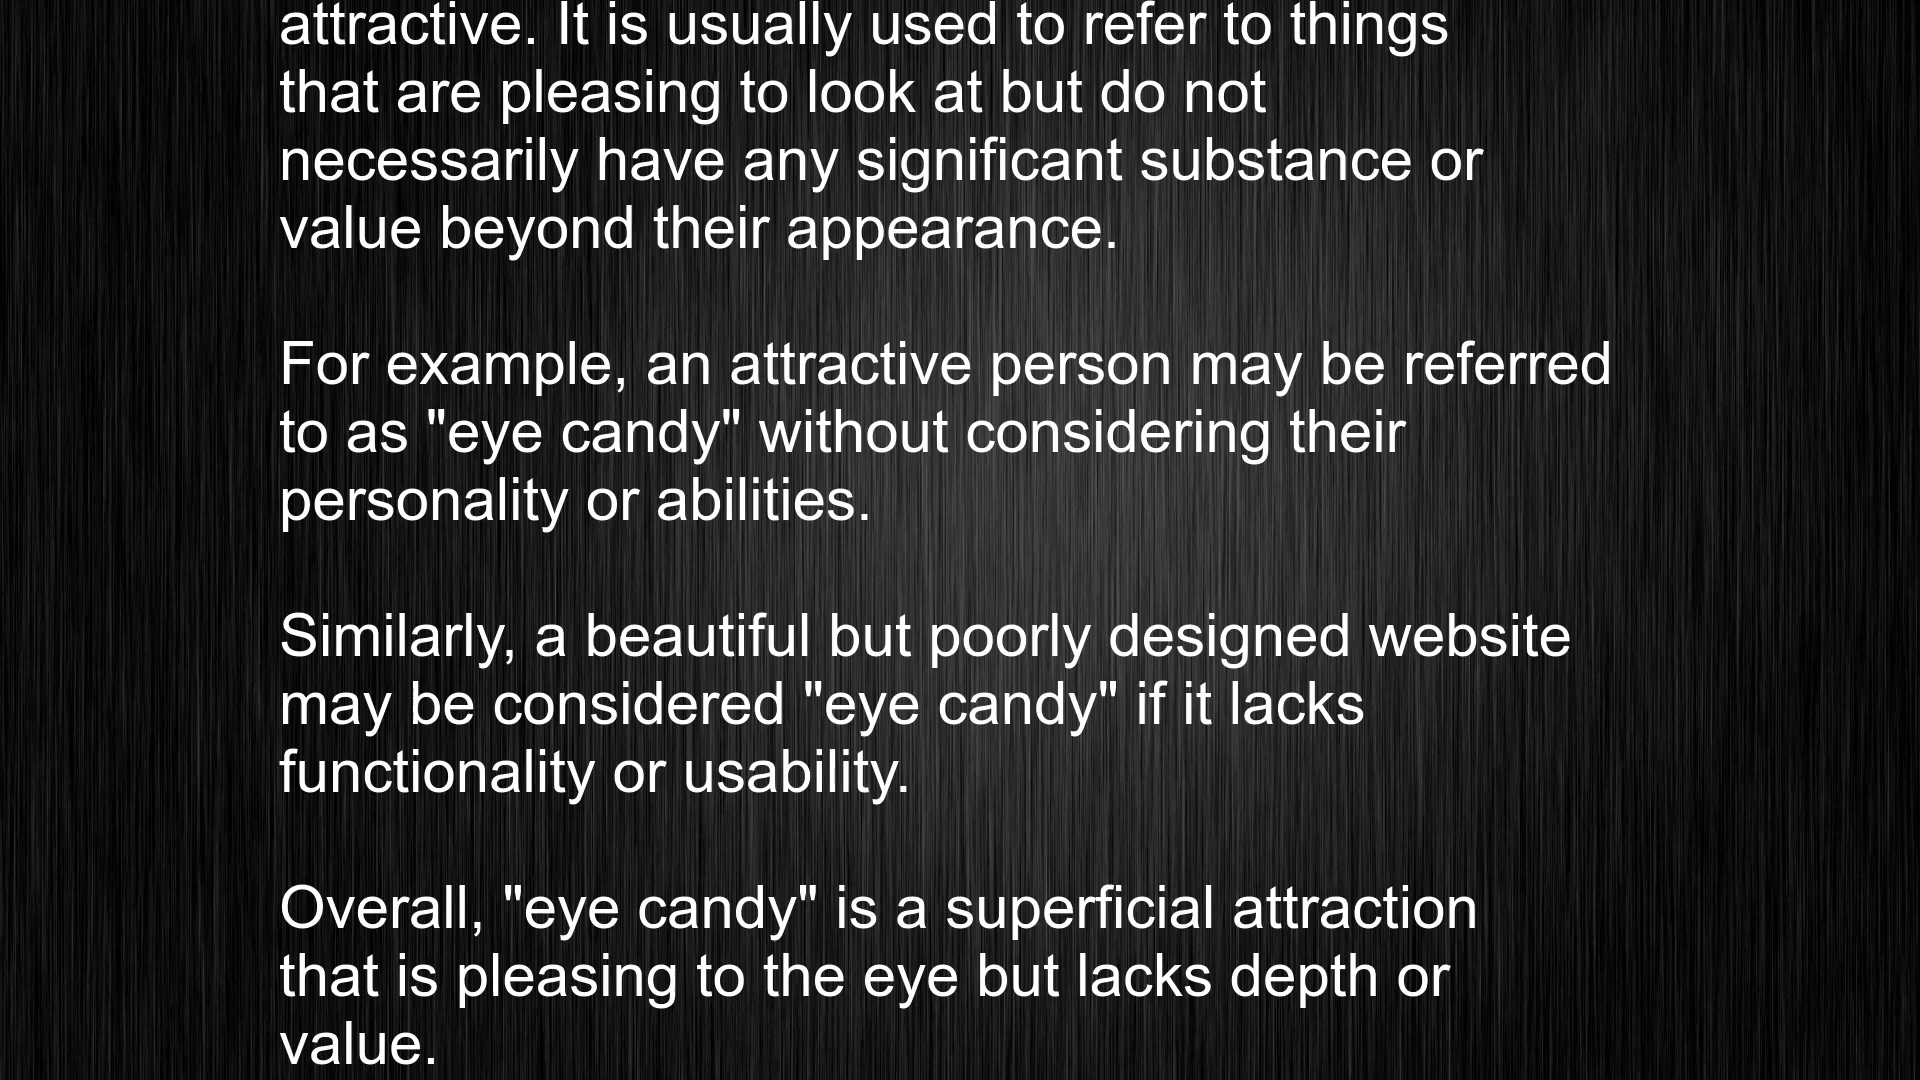 attractive. It is usually used to refer to things
that are pleasing to look at but do not
necessarily have any significant substance or
value beyond their appearance.
For example, an attractive person may be referred
to as "eye candy" without considering their
personality or abilities.
Similarly, a beautiful but poorly designed website
may be considered "eye candy" if it lacks
functionality or usability.
Overall, "eye candy" is a superficial attraction
that is pleasing to the eye but lacks depth or
value.